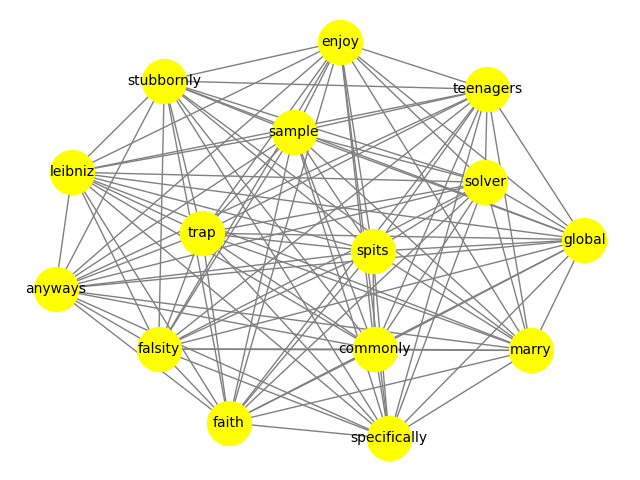 enjoy
stubbornly
teenagers
sample
leibniz
solver
trap
global
spits
anyways
falsity
commonly
marry
faith
specifically